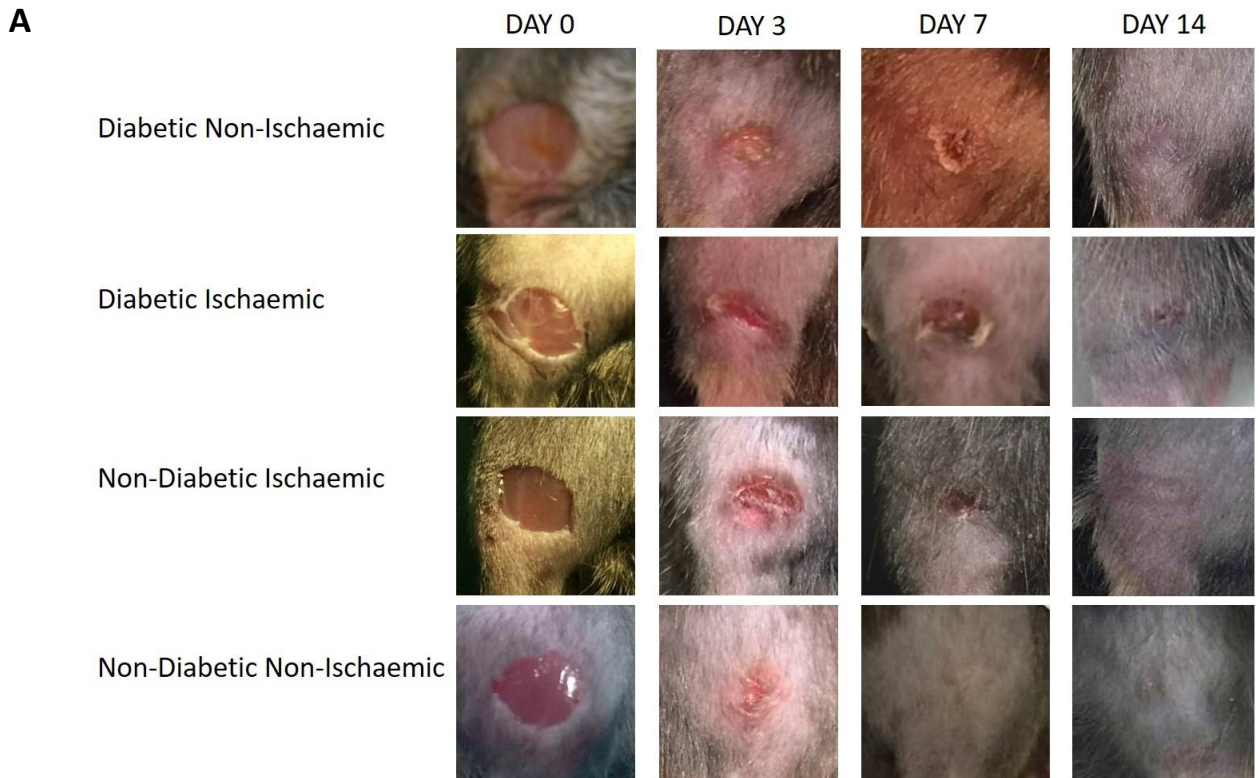 A
DAY 0 DAY 3 DAY 7 DAY 14
Diabetic Non-Ischaemic
Diabetic Ischaemic
Non-Diabetic Ischaemic
Non-Diabetic Non-Ischaemic